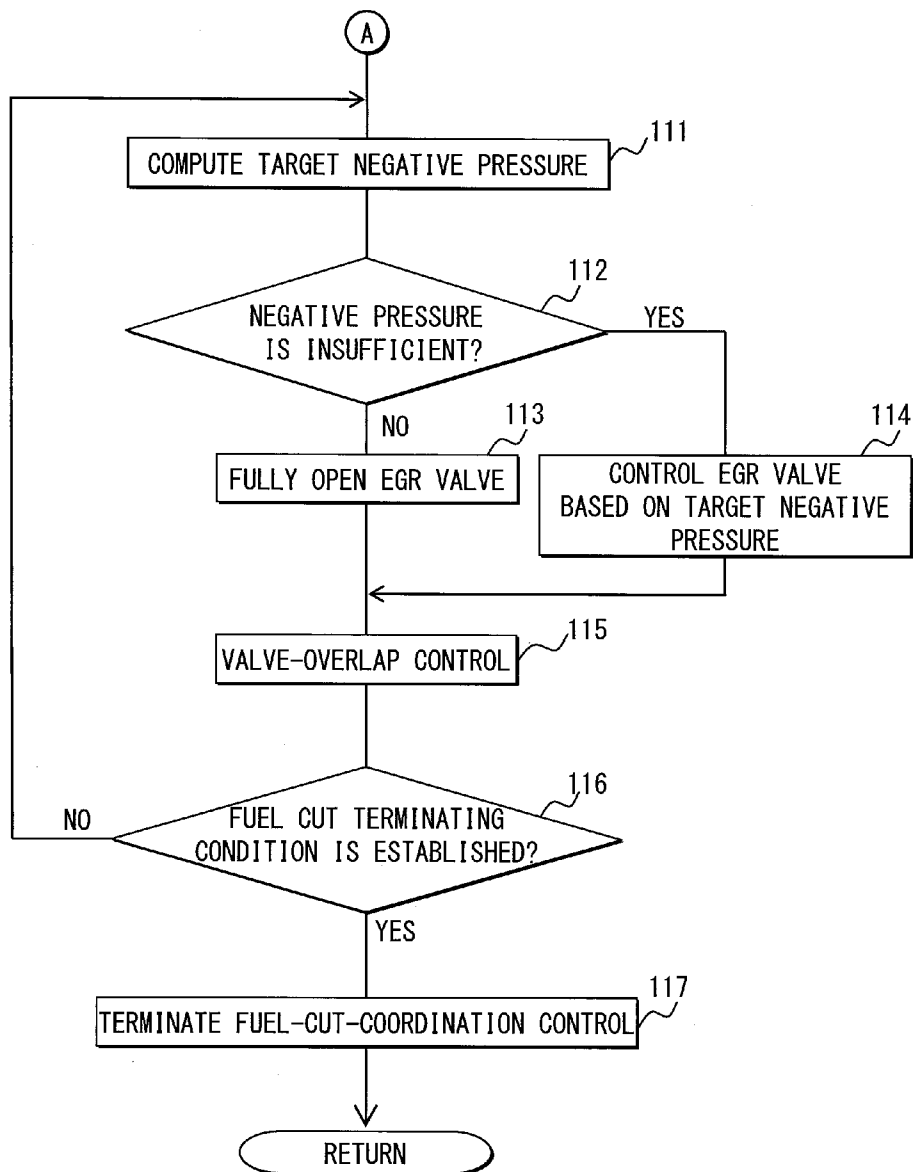 A
COMPUTE TARGET NEGATIVE PRESSURE
111
NEGATIVE PRESSURE
IS INSUFFICIENT?
112
YES
NO
FULLY OPEN EGR VALVE
113
CONTROL EGR VALVE
BASED ON TARGET NEGATIVE
PRESSURE
114
VALVE-OVERLAP CONTROL
115
FUEL CUT TERMINATING
CONDITION IS ESTABLISHED?
116
NO
YES
TERMINATE FUEL-CUT-COORDINATION CONTROL
117
RETURN